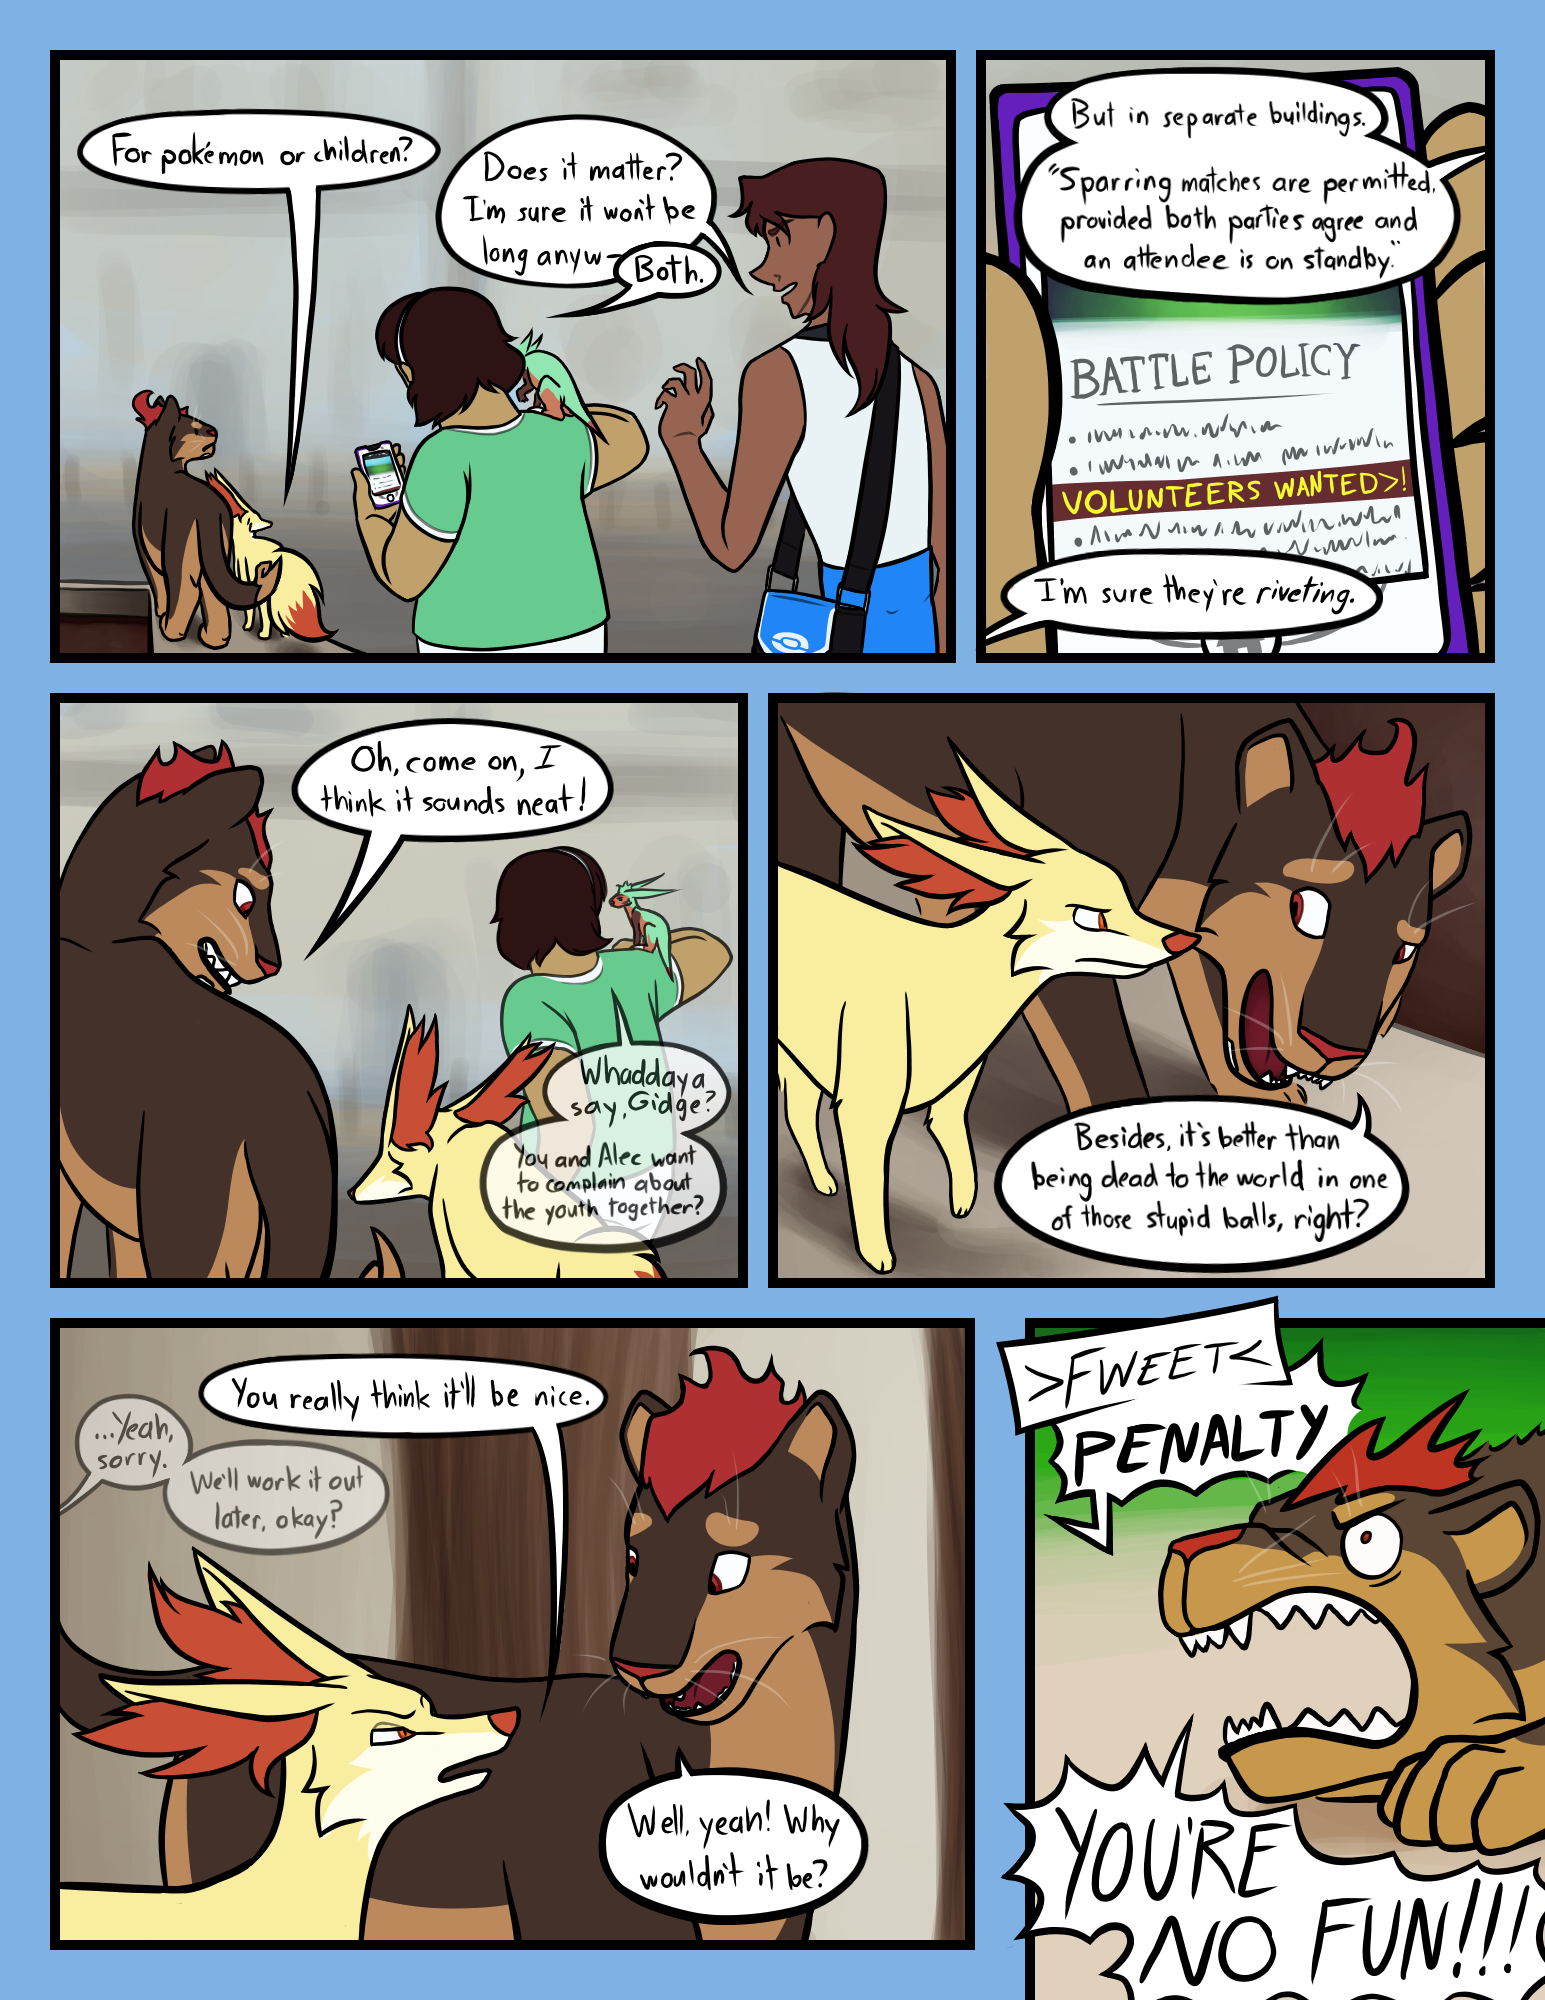 For pokémon or children?
Does it matter?
I'm sure it won't be
long anyw-
Both.
But in separate buildings.
"Sparring matches are permitted,
provided both parties agree and
an attendee is on standby."
BATTLE POLICY
VOLUNTEERS WANTED>!
I'm sure they're riveting.
Oh, come on, I
think it sounds neat!
Whaddaya
say, Gidge?
You and Alec want
to complain about
the youth together?
Besides, it's better than
being dead to the world in one
of those stupid balls, right?
...Yeah,
sorry.
We'll work it out
later, okay?
You really think it'll be nice.
Well, yeah! Why
wouldn't it be?
>FWEET<
PENALTY
YOU'RE
NO FUN!!!